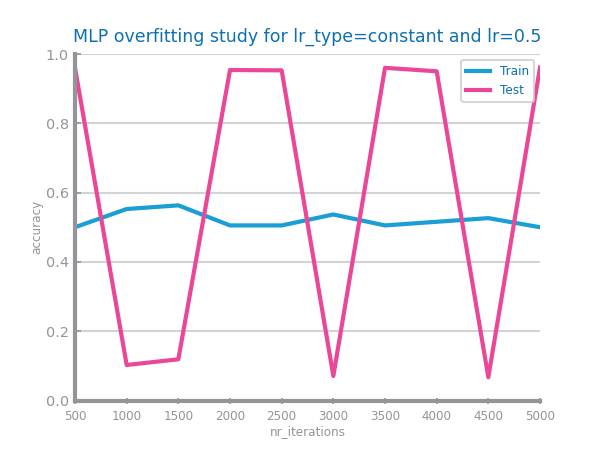 MLP overfitting study for lr_type=constant and lr=0.5
1.0
0.8
0.6
0.4
0.2
0.0
accuracy
Train
Test
500 1000 1500 2000 2500 3000 3500 4000 4500 5000
nr_iterations